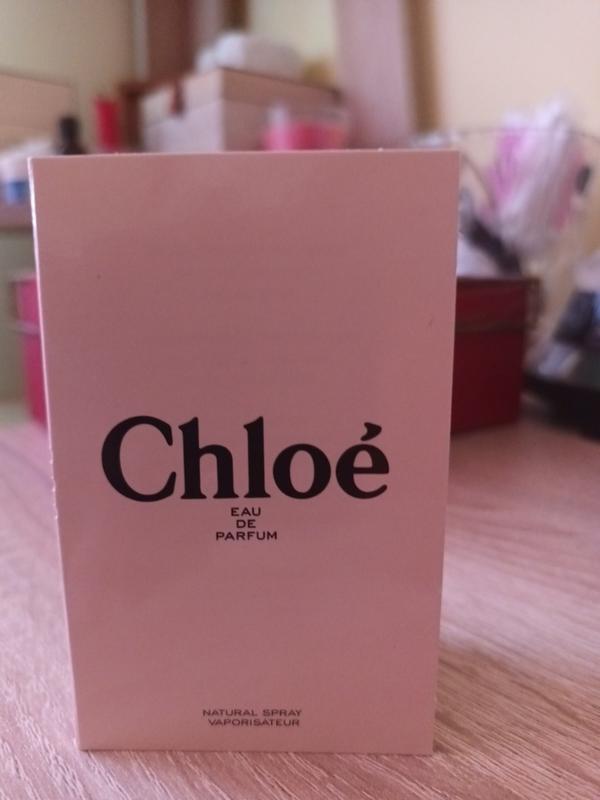 Chloé
EAU
DE
PARFUM
NATURAL SPRAY
VAPORISATEUR